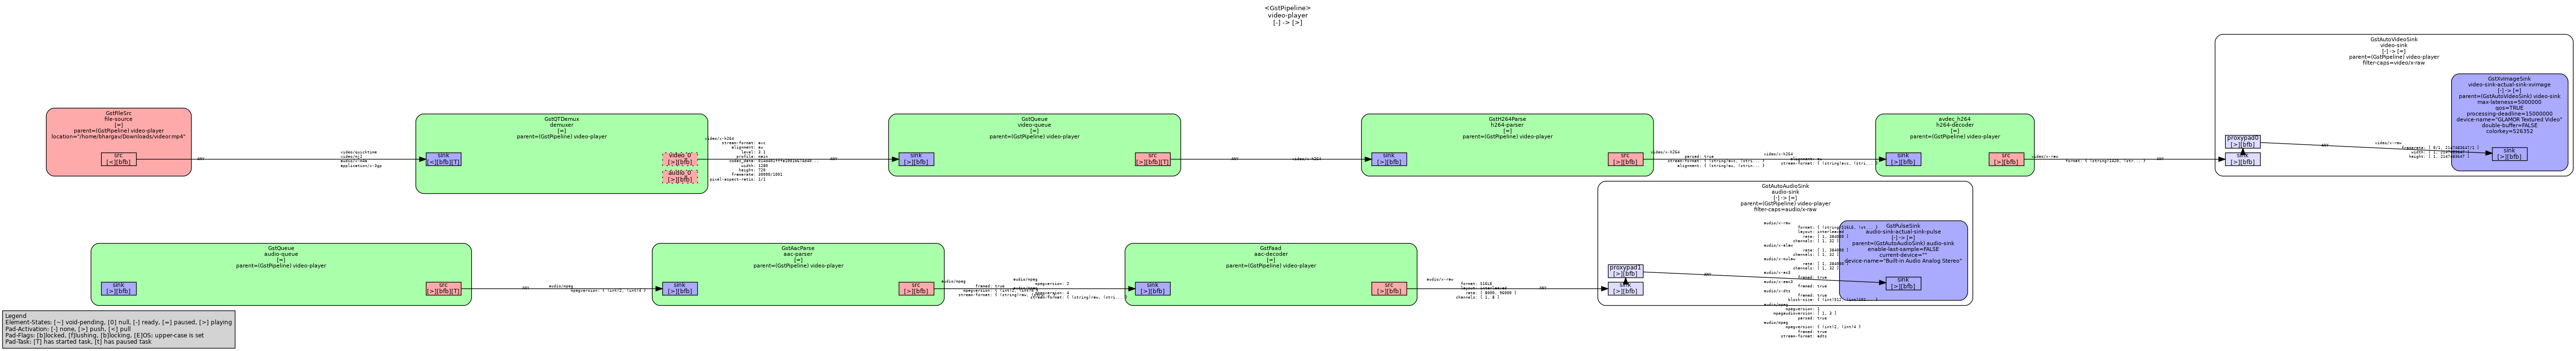 <GstPipeline>
video-player
[-] -> [>]
GstFileSrc
file-source
[=]
parent=(GstPipeline) video-player
location="/home/bhargav/Downloads/videor.mp4"
src
[<][bfb]
ANY
video/quicktime
video/mj2
audio/x-m4a
application/x-3gp
GstQTDemux
demuxer
[=]
parent=(GstPipeline) video-player
sink
[<][bfb][T]
video_0
[>][bfb]
audio_0
[>][bfb]
video/x-h264
stream-format: avc
alignment: au
level: 3.1
profile: main
width: 1280
height: 720
framerate: 30000/1001
pixel-aspect-ratio: 1/1
ANY
GstQueue
video-queue
[=]
parent=(GstPipeline) video-player
sink
[>][bfb]
src
[>][bfb][T]
ANY
video/x-h264
GstH264Parse
h264-parser
[=]
parent=(GstPipeline) video-player
sink
[>][bfb]
src
[>][bfb]
video/x-h264
parsed: true
stream-format: { (string)avc, (stri...
alignment: { (string)au, (strin...
video/x-h264
alignment: au
stream-format: { (string)avc, (stri...
avdec_h264
h264-decoder
[=]
parent=(GstPipeline) video-player
sink
[>][bfb]
src
[>][bfb]
video/x-raw
format: { (string)I420, (str... }
ANY
GstAutoVideoSink
video-sink
[-] -> [=]
parent=(GstPipeline) video-player
filter-caps=video/x-raw
proxypad0
[>][bfb]
sink
[>][bfb]
ANY
video/x-raw
framerate: [ 0/1, 2147483647/1 ]
width: [ 1, 2147483647 ]
height: [ 1, 2147483647 ]
GstXvImageSink
video-sink-actual-sink-xvimage
[-] -> [=]
parent=(GstAutoVideoSink) video-sink
max-lateness=5000000
qos=TRUE
processing-deadline=15000000
device-name="GLAMOR Textured Video"
double-buffer=FALSE
colorkey=526352
sink
[>][bfb]
GstQueue
audio-queue
[=]
parent=(GstPipeline) video-player
sink
[>][bfb]
src
[>][bfb][T]
ANY
audio/mpeg
mpegversion: { (int)2, (int)4 }
GstAacParse
aac-parser
[=]
parent=(GstPipeline) video-player
sink
[>][bfb]
src
[>][bfb]
audio/mpeg
framed: true
mpegversion: { (int)2, (int)4 }
stream-format: { (string)raw, (stri...
audio/mpeg
mpegversion: 2
audio/mpeg
mpegversion: 4
stream-format: { (string)raw, (stri... }
GstFaad
aac-decoder
[=]
parent=(GstPipeline) video-player
sink
[>][bfb]
src
[>][bfb]
audio/x-raw
format: S16LE
layout: interleaved
rate: [ 8000, 96000 ]
channels: [ 1, 8 ]
ANY
GstAutoAudioSink
audio-sink
[-] -> [=]
parent=(GstPipeline) video-player
filter-caps=audio/x-raw
proxypad1
[>][bfb]
sink
[>][bfb]
ANY
audio/x-raw
format: { (string)S16LE, (st... }
layout: interleaved
rate: [ 1, 384000 ]
channels: [ 1, 32 ]
audio/x-alaw
rate: [ 1, 384000 ]
channels: [ 1, 32 ]
audio/x-mulaw
rate: [ 1, 384000 ]
channels: [ 1, 32 ]
audio/x-ac3
framed: true
audio/x-eac3
framed: true
audio/x-dts
framed: true
audio/mpeg
mpegversion: 1
mpegaudioversion: [ 1, 3 ]
parsed: true
audio/mpeg
mpegversion: { (int)2, (int)4 }
framed: true
stream-format: adts
GstPulseSink
audio-sink-actual-sink-pulse
[-] -> [=]
parent=(GstAutoAudioSink) audio-sink
enable-last-sample=FALSE
current-device=""
device-name="Built-in Audio Analog Stereo"
sink
[>][bfb]
Legend
Element-States: [~] void-pending, [0] null, [-] ready, [=] paused, [>] playing
Pad-Activation: [-] none, [>] push, [<] pull
Pad-Flags: [b]locked, [f]lushing, [b]locking, [E]OS; upper-case is set
Pad-Task: [T] has started task, [t] has paused task